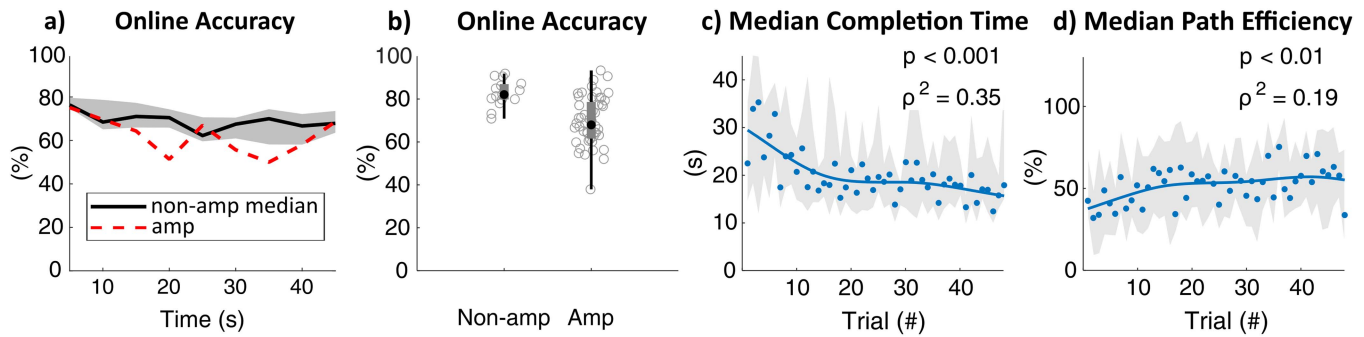 a) Online Accuracy
100
80
60
40
20
0
(%)
non-amp median
amp
10 20 30 40
Time (s)
b) Online Accuracy
100
80
60
40
20
0
(%)
Non-amp Amp
c) Median Completion Time
p < 0.001
ρ² = 0.35
40
30
20
10
0
(s)
10 20 30 40
Trial (#)
d) Median Path Efficiency
p < 0.01
ρ² = 0.19
100
50
0
(%)
10 20 30 40
Trial (#)